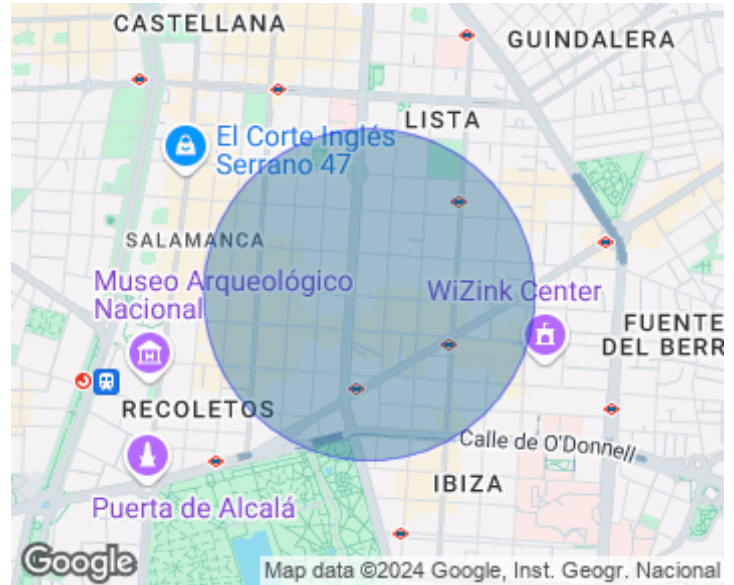 CASTELLANA
GUINDALERA
LISTA
El Corte Inglés
Serrano 47
SALAMANCA
Museo Arqueológico
Nacional
WiZink Center
FUENTE
DEL BERR
RECOLETOS
Calle de O'Donnell
IBIZA
Puerta de Alcalá
Google
Map data ©2024 Google, Inst. Geogr. Nacional